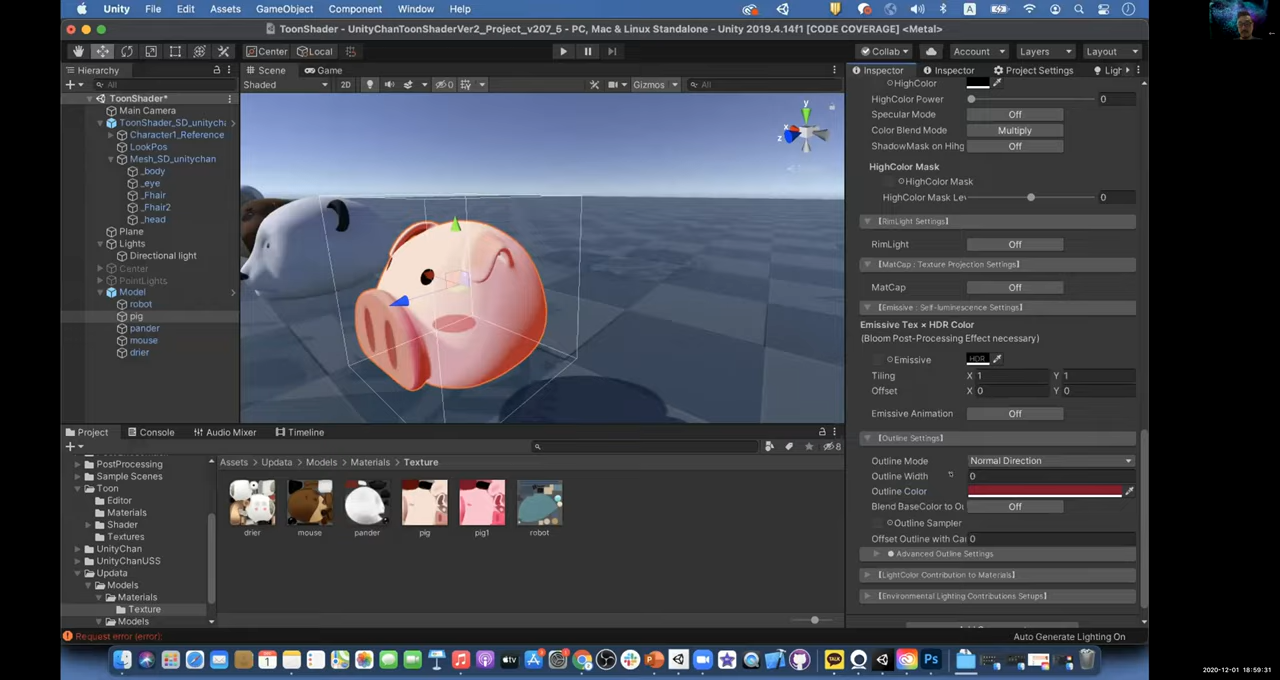 Unity File Edit Assets GameObject Component Window Help
ToonShader - UnityChanToonShaderVer2_Project_v207_5 - PC, Mac & Linux Standalone - Unity 2019.4.14f1 [CODE COVERAGE] <Metal>
Center Local Collab Account Layers Layout
Hierarchy
All
ToonShader*
Main Camera
ToonShader_SD_unitycha
Character1_Reference
LookPos
Mesh_SD_unitychan
_body
_eye
_Fhair
_Fhair2
_head
Plane
Lights
Directional light
Center
PointLights
Model
robot
pig
pander
mouse
drier
Scene Game
Shaded 2D 0 Gizmos All
y
x
z
Inspector Inspector Project Settings Ligh
HighColor
HighColor Power 0
Specular Mode Off
Color Blend Mode Multiply
ShadowMask on Hihg Off
HighColor Mask
HighColor Mask
HighColor Mask Le 0
【RimLight Settings】
RimLight Off
【MatCap : Texture Projection Settings】
MatCap Off
【Emissive : Self-luminescence Settings】
Emissive Tex × HDR Color
(Bloom Post-Processing Effect necessary)
Emissive HDR
Tiling X 1 Y 1
Offset X 0 Y 0
Emissive Animation Off
【Outline Settings】
Outline Mode Normal Direction
Outline Width 0
Outline Color
Blend BaseColor to Ou Off
Outline Sampler
Offset Outline with Ca 0
Advanced Outline Settings
【LightColor Contribution to Materials】
【Environmental Lighting Contributions Setups】
Project Console Audio Mixer Timeline
8
PostProcessing
Sample Scenes
Toon
Editor
Materials
Shader
Textures
UnityChan
UnityChanUSS
Updata
Models
Materials
Texture
Models
Assets > Updata > Models > Materials > Texture
drier mouse pander pig pig1 robot
Request error (error):
Auto Generate Lighting On
2020-12-01 18:59:31